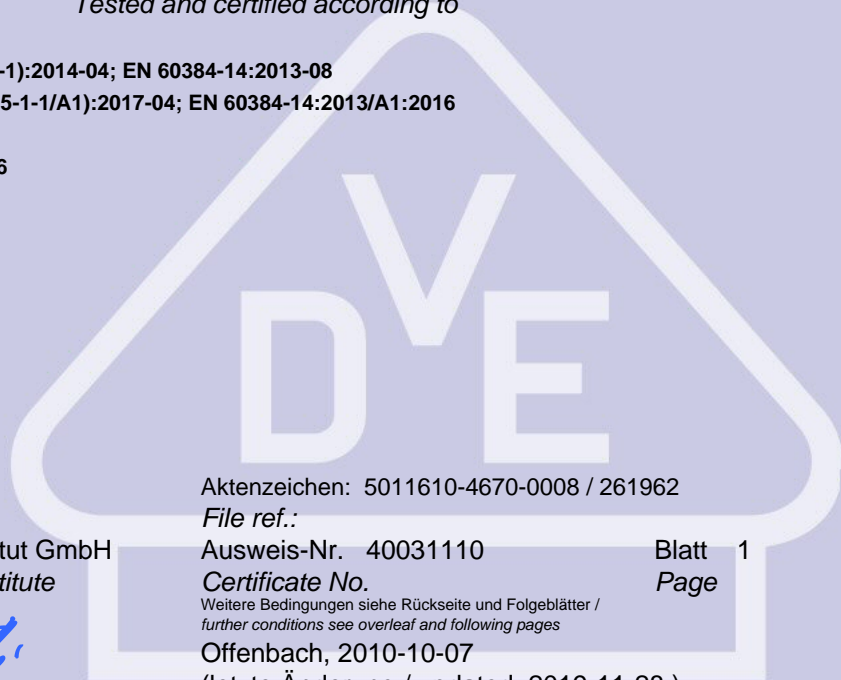 Tested and certified according to
-1):2014-04; EN 60384-14:2013-08
5-1-1/A1):2017-04; EN 60384-14:2013/A1:2016
6
DVE
Aktenzeichen: 5011610-4670-0008 / 261962
File ref.:
tut GmbH Ausweis-Nr. 40031110 Blatt 1
titute Certificate No. Page
Weitere Bedingungen siehe Rückseite und Folgeblätter /
further conditions see overleaf and following pages
Offenbach, 2010-10-07